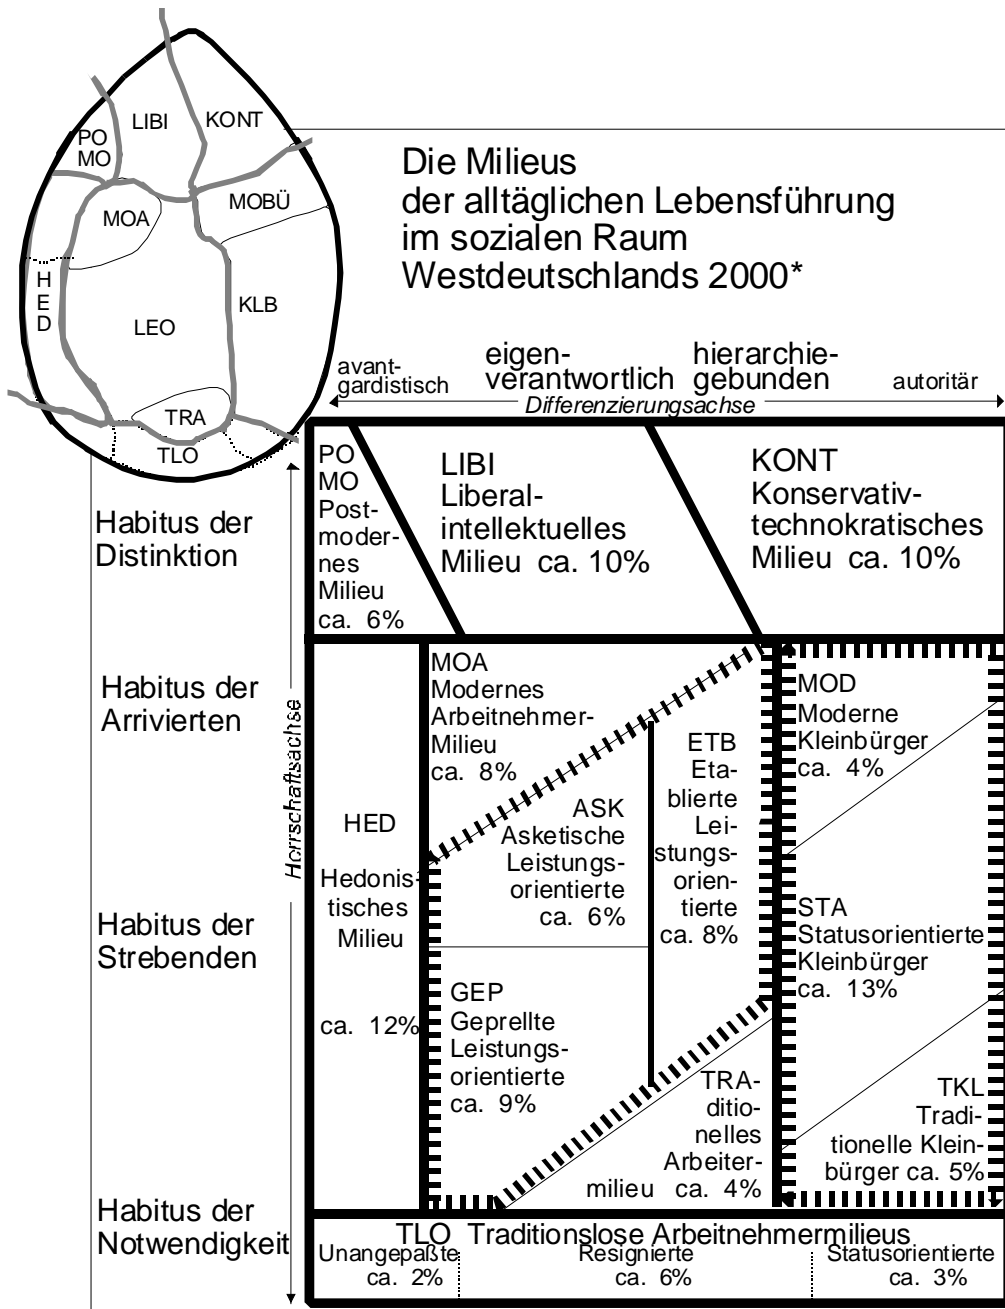 LIBI
KONT
PO
MO
MOA
MOBÜ
H
E
D
LEO
KLB
TRA
TLO
Die Milieus
der alltäglichen Lebensführung
im sozialen Raum
Westdeutschlands 2000*
avant-
gardistisch
eigen-
verantwortlich
hierarchie-
gebunden
autoritär
Differenzierungsachse
Habitus der
Distinktion
Habitus der
Arrivierten
Habitus der
Strebenden
Habitus der
Notwendigkeit
Horrschaftsachse
PO
MO
Post-
moder-
nes
Milieu
ca. 6%
LIBI
Liberal-
intellektuelles
Milieu ca. 10%
KONT
Konservativ-
technokratisches
Milieu ca. 10%
HED
Hedonis-
tisches
Milieu
ca. 12%
MOA
Modernes
Arbeitnehmer-
Milieu
ca. 8%
ASK
Asketische
Leistungs-
orientierte
ca. 6%
ETB
Eta-
blierte
Lei-
stungs-
orien-
tierte
ca. 8%
GEP
Geprellte
Leistungs-
orientierte
ca. 9%
TRA-
ditio-
nelles
Arbeiter-
milieu ca. 4%
MOD
Moderne
Kleinbürger
ca. 4%
STA
Statusorientierte
Kleinbürger
ca. 13%
TKL
Tradi-
tionelle Klein-
bürger ca. 5%
TLO Traditionslose Arbeitnehmermilieus
Unangepaßte
ca. 2%
Resignierte
ca. 6%
Statusorientierte
ca. 3%